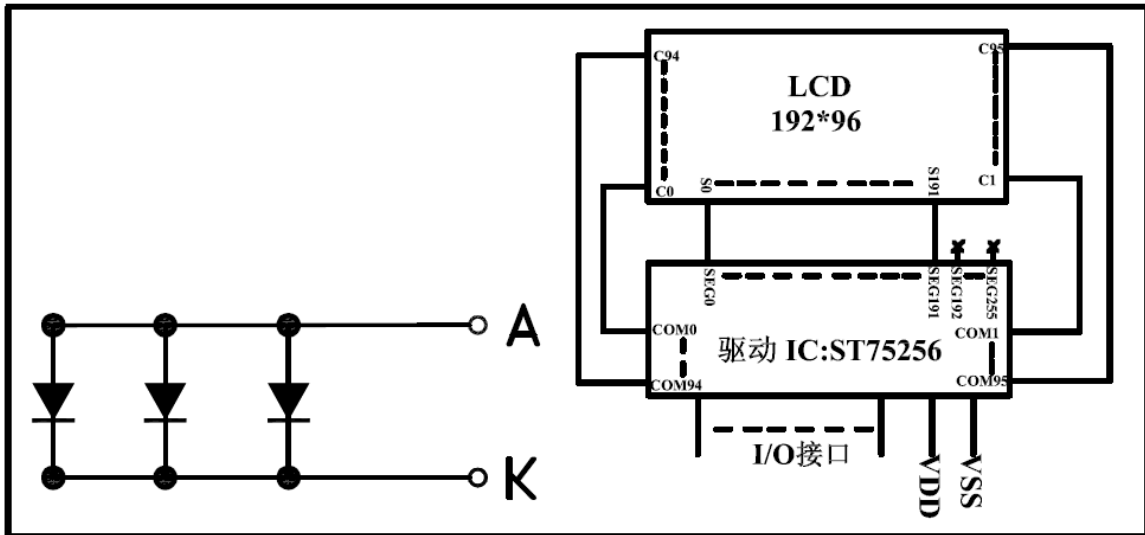 A
K
C94
C95
LCD
192*96
C0
S0
S191
C1
SEG0
SEG191
SEG192
SEG255
COM0
驱动 IC:ST75256
COM1
COM94
COM95
I/O接口
VDD
VSS